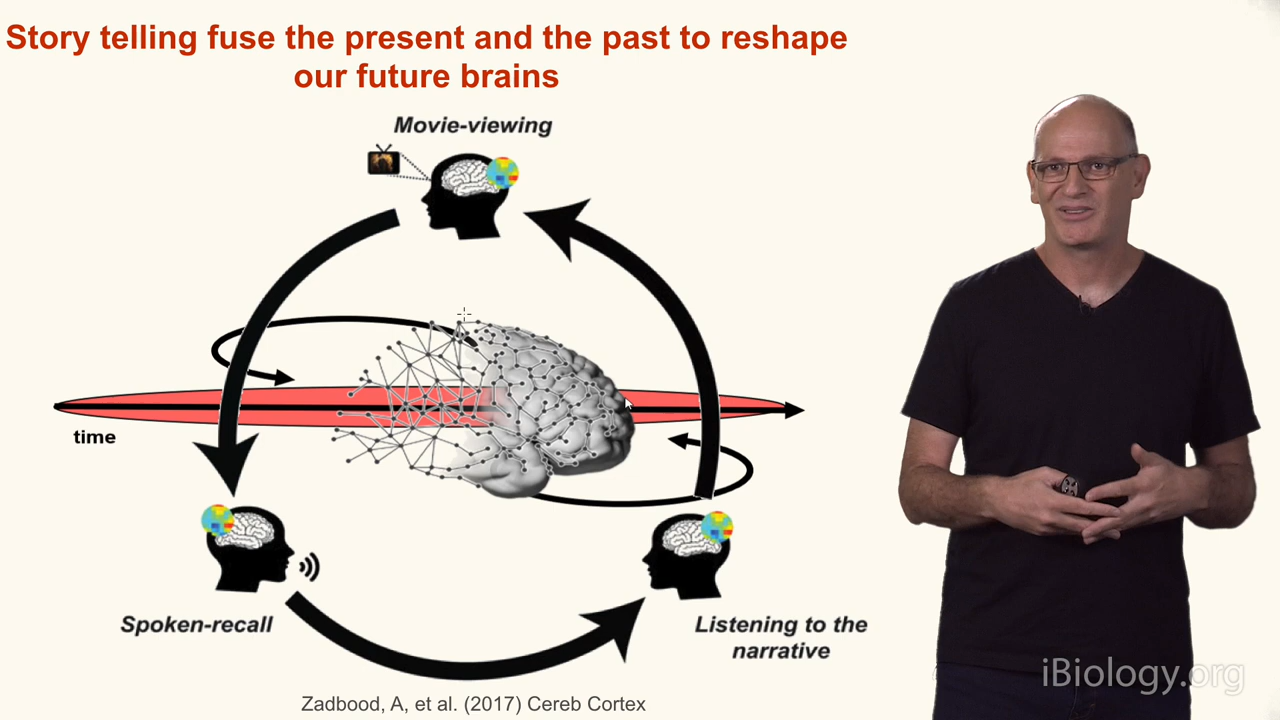 Story telling fuse the present and the past to reshape
our future brains
Movie-viewing
time
Spoken-recall
Listening to the
narrative
Zadbood, A, et al. (2017) Cereb Cortex
iBiology.org